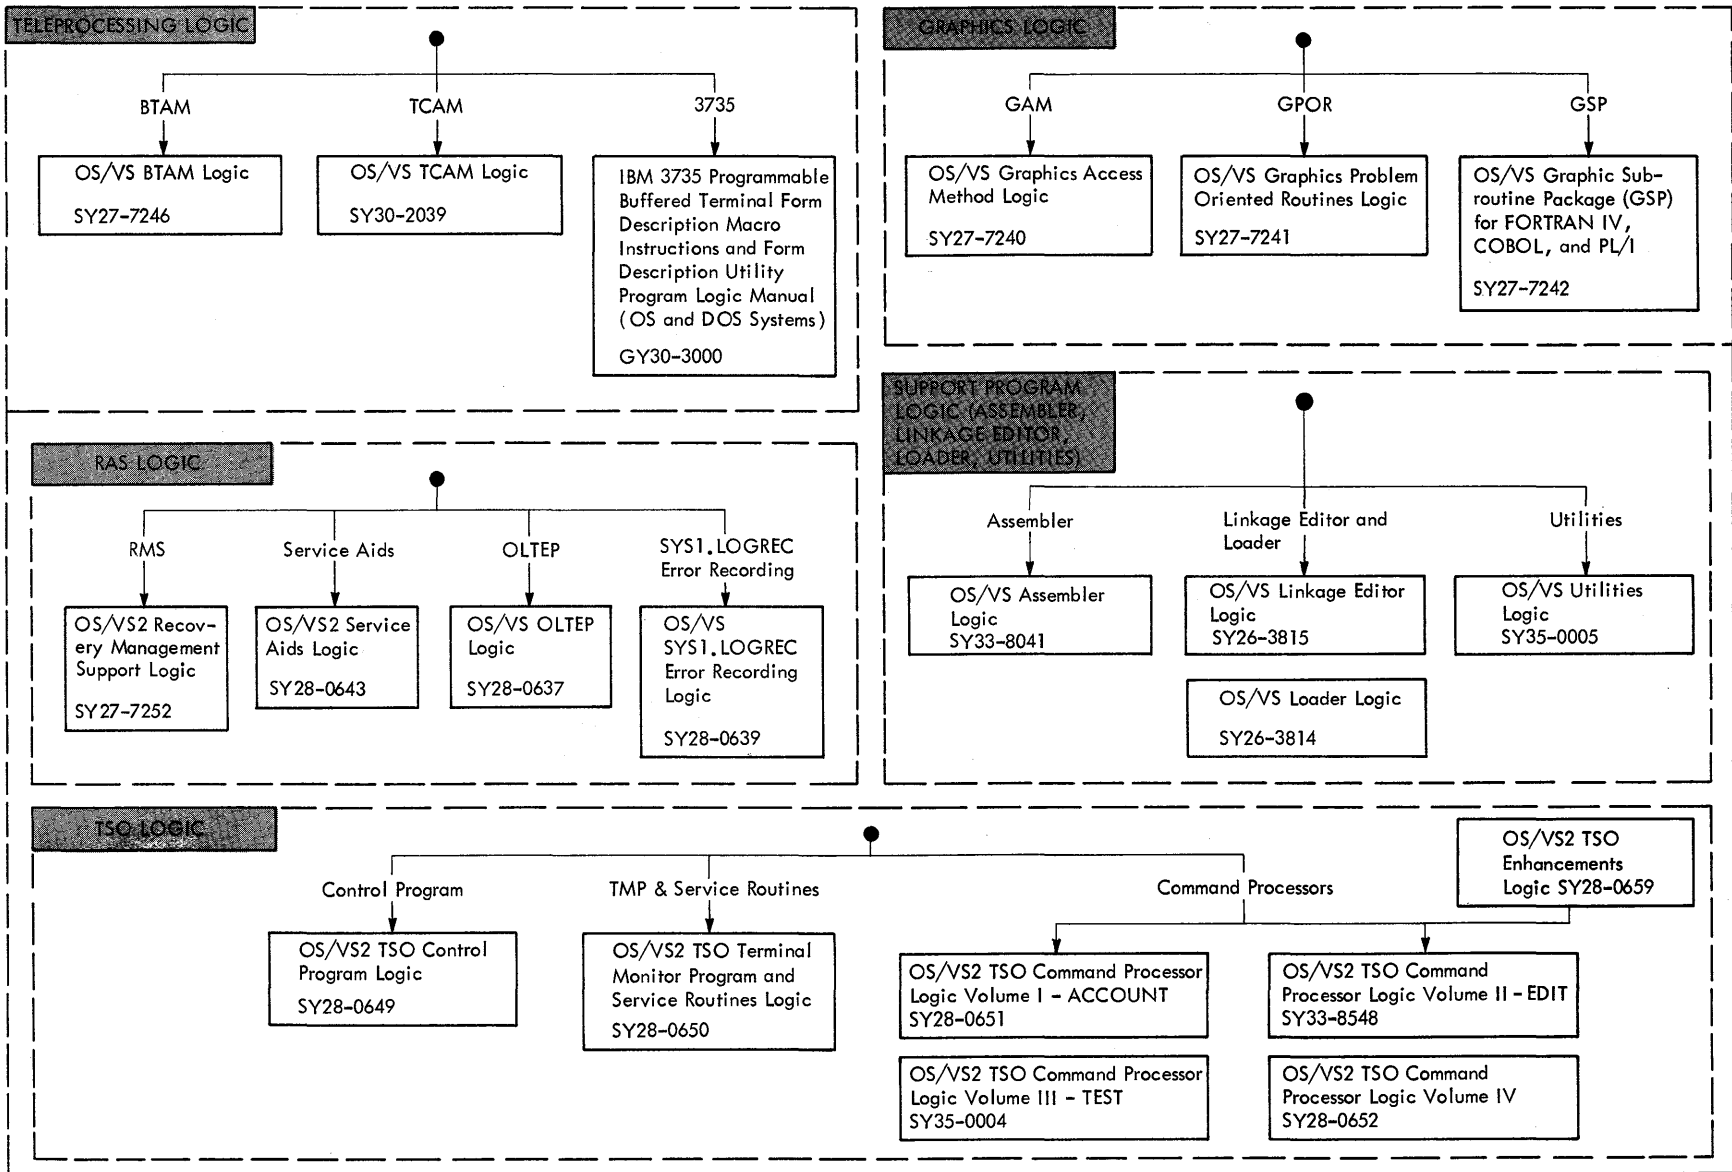 TELEPROCESSING LOGIC
BTAM
TCAM
3735
OS/VS BTAM Logic
SY27-7246
OS/VS TCAM Logic
SY30-2039
IBM 3735 Programmable
Buffered Terminal Form
Description Macro
Instructions and Form
Description Utility
Program Logic Manual
(OS and DOS Systems)
GY30-3000
GRAPHICS LOGIC
GAM
GPOR
GSP
OS/VS Graphics Access
Method Logic
SY27-7240
OS/VS Graphics Problem
Oriented Routines Logic
SY27-7241
OS/VS Graphic Sub-
routine Package (GSP)
for FORTRAN IV,
COBOL, and PL/I
SY27-7242
RAS LOGIC
RMS
Service Aids
OLTEP
SYS1.LOGREC
Error Recording
OS/VS2 Recov-
ery Management
Support Logic
SY27-7252
OS/VS2 Service
Aids Logic
SY28-0643
OS/VS OLTEP
Logic
SY28-0637
OS/VS
SYS1.LOGREC
Error Recording
Logic
SY28-0639
SUPPORT PROGRAM
LOGIC (ASSEMBLER,
LINKAGE EDITOR,
LOADER, UTILITIES)
Assembler
Linkage Editor and
Loader
Utilities
OS/VS Assembler
Logic
SY33-8041
OS/VS Linkage Editor
Logic
SY26-3815
OS/VS Utilities
Logic
SY35-0005
OS/VS Loader Logic
SY26-3814
TSO LOGIC
Control Program
TMP & Service Routines
Command Processors
OS/VS2 TSO
Enhancements
Logic SY28-0659
OS/VS2 TSO Control
Program Logic
SY28-0649
OS/VS2 TSO Terminal
Monitor Program and
Service Routines Logic
SY28-0650
OS/VS2 TSO Command Processor
Logic Volume I - ACCOUNT
SY28-0651
OS/VS2 TSO Command
Processor Logic Volume II - EDIT
SY33-8548
OS/VS2 TSO Command Processor
Logic Volume III - TEST
SY35-0004
OS/VS2 TSO Command
Processor Logic Volume IV
SY28-0652